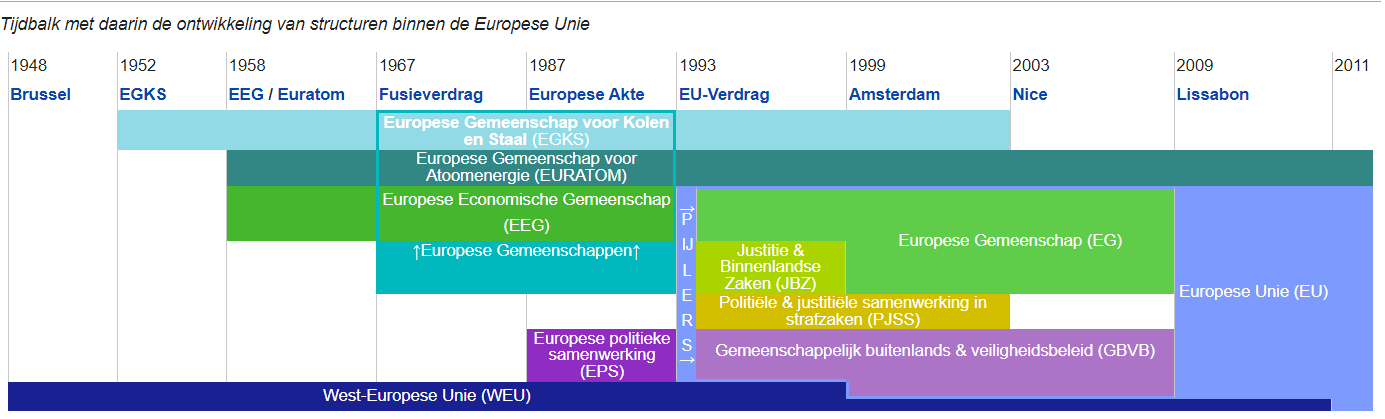 Tijdbalk met daarin de ontwikkeling van structuren binnen de Europese Unie
1948 1952 1958 1967 1987 1993 1999 2003 2009 2011
Brussel EGKS EEG / Euratom Fusieverdrag Europese Akte EU-Verdrag Amsterdam Nice Lissabon
Europese Gemeenschap voor Kolen
en Staal (EGKS)
Europese Gemeenschap voor
Atoomenergie (EURATOM)
Europese Economische Gemeenschap
(EEG)
↑Europese Gemeenschappen↑
→
P
IJ
L
E
R
S
→
Europese Gemeenschap (EG)
Justitie &
Binnenlandse
Zaken (JBZ)
Politiële & justitiële samenwerking in
strafzaken (PJSS)
Europese Unie (EU)
Europese politieke
samenwerking
(EPS)
Gemeenschappelijk buitenlands & veiligheidsbeleid (GBVB)
West-Europese Unie (WEU)